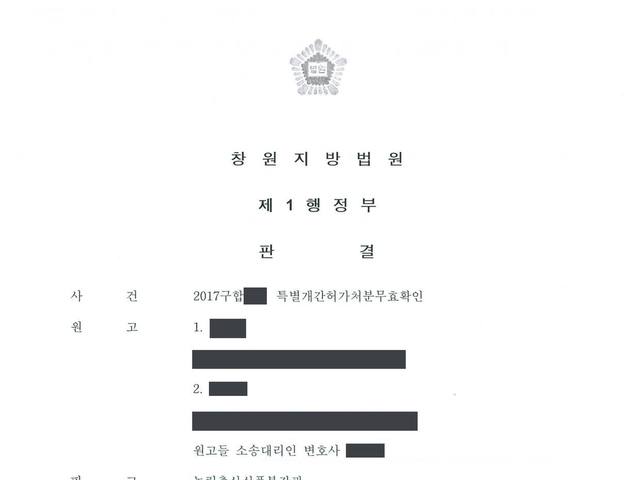 법원
창원지방법원
제1행정부
판 결
사 건 2017구합 특별개간허가처분무효확인
원 고 1.
2.
원고들 소송대리인 변호사